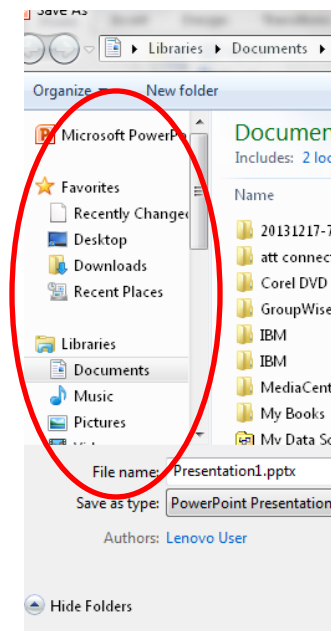 Save As
Libraries Documents
Organize New folder
Microsoft PowerPo
Favorites
Recently Changed
Desktop
Downloads
Recent Places
Libraries
Documents
Music
Pictures
Documen
Includes: 2 loc
Name
20131217-7
att connect
Corel DVD
GroupWise
IBM
IBM
MediaCent
My Books
My Data So
File name: Presentation1.pptx
Save as type: PowerPoint Presentation
Authors: Lenovo User
Hide Folders